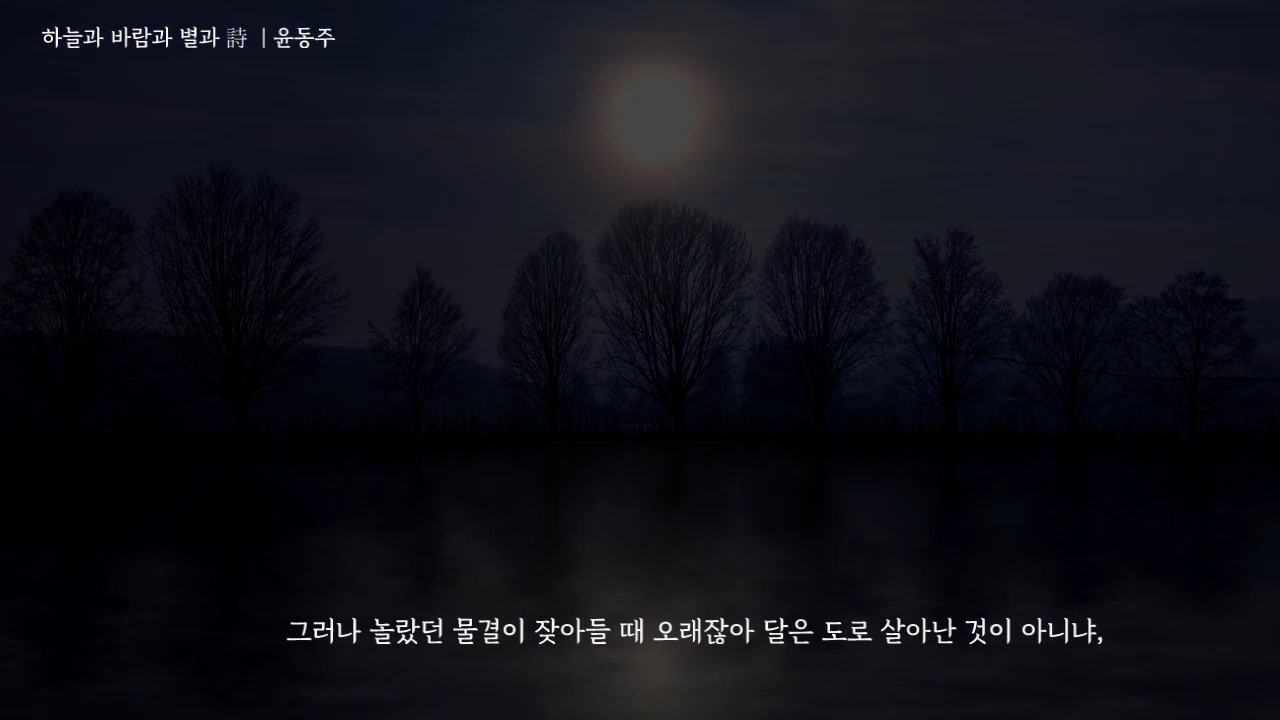 하늘과 바람과 별과 詩 | 윤동주
그러나 놀랐던 물결이 잦아들 때 오래잖아 달은 도로 살아난 것이 아니냐,